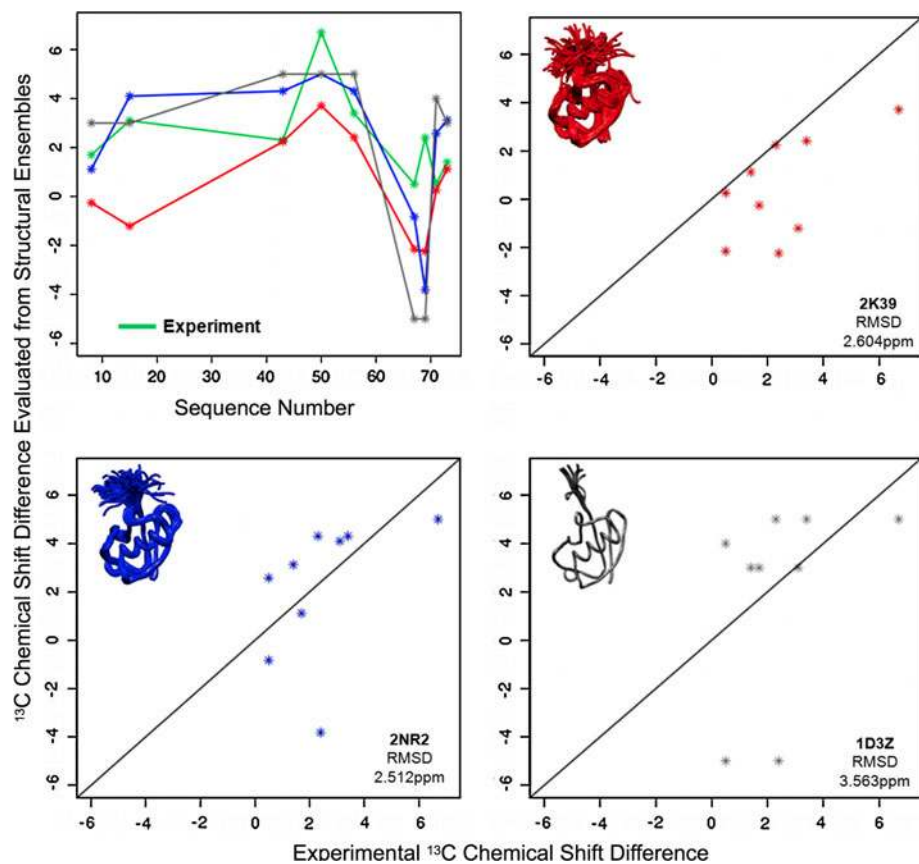 ¹³C Chemical Shift Difference Evaluated from Structural Ensembles
6
4
2
0
-2
-4
-6
Experiment
10 20 30 40 50 60 70
Sequence Number
6
4
2
0
-2
-4
-6
2K39
RMSD
2.604ppm
-6 -4 -2 0 2 4 6
6
4
2
0
-2
-4
-6
2NR2
RMSD
2.512ppm
-6 -4 -2 0 2 4 6
6
4
2
0
-2
-4
-6
1D3Z
RMSD
3.563ppm
-6 -4 -2 0 2 4 6
Experimental ¹³C Chemical Shift Difference